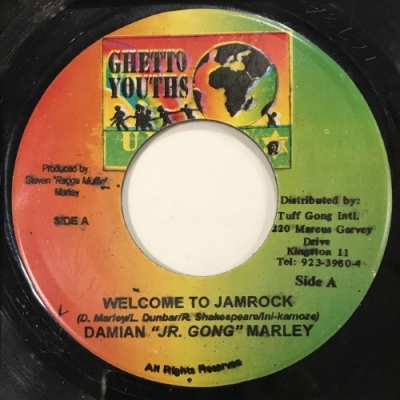 GHETTO
YOUTHS
U
Produced by
Steven "Ragga Muffin"
Marley
SIDE A
Distributed by:
Tuff Gong Intl.
220 Marcus Garvey
Drive
Kingston 11
Tel: 923-3960-4
Side A
WELCOME TO JAMROCK
(D. Marley/L. Dunbar/R. Shakespeare/Ini-kamoze)
DAMIAN "JR. GONG" MARLEY
All Rights Reserved